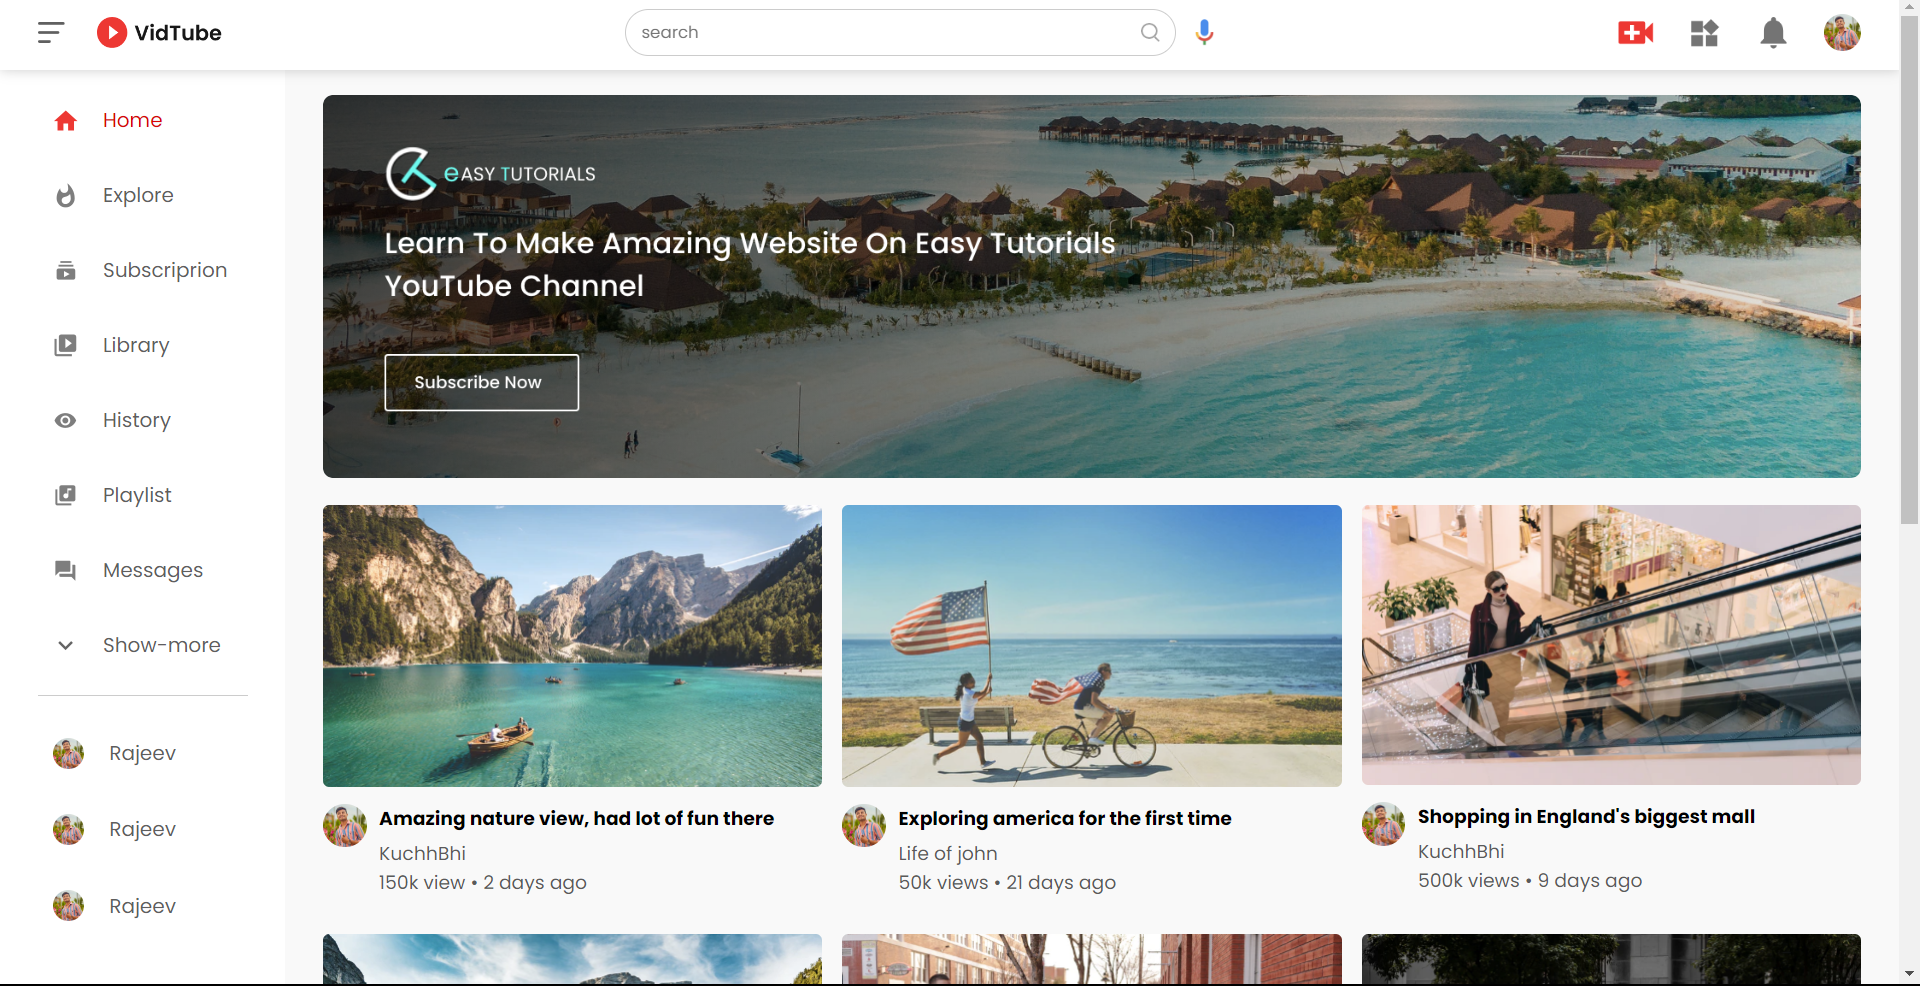 VidTube
search
Home
Explore
Subscriprion
Library
History
Playlist
Messages
Show-more
Rajeev
Rajeev
Rajeev
eASY TUTORIALS
Learn To Make Amazing Website On Easy Tutorials
YouTube Channel
Subscribe Now
Amazing nature view, had lot of fun there
KuchhBhi
150k view • 2 days ago
Exploring america for the first time
Life of john
50k views • 21 days ago
Shopping in England's biggest mall
KuchhBhi
500k views • 9 days ago